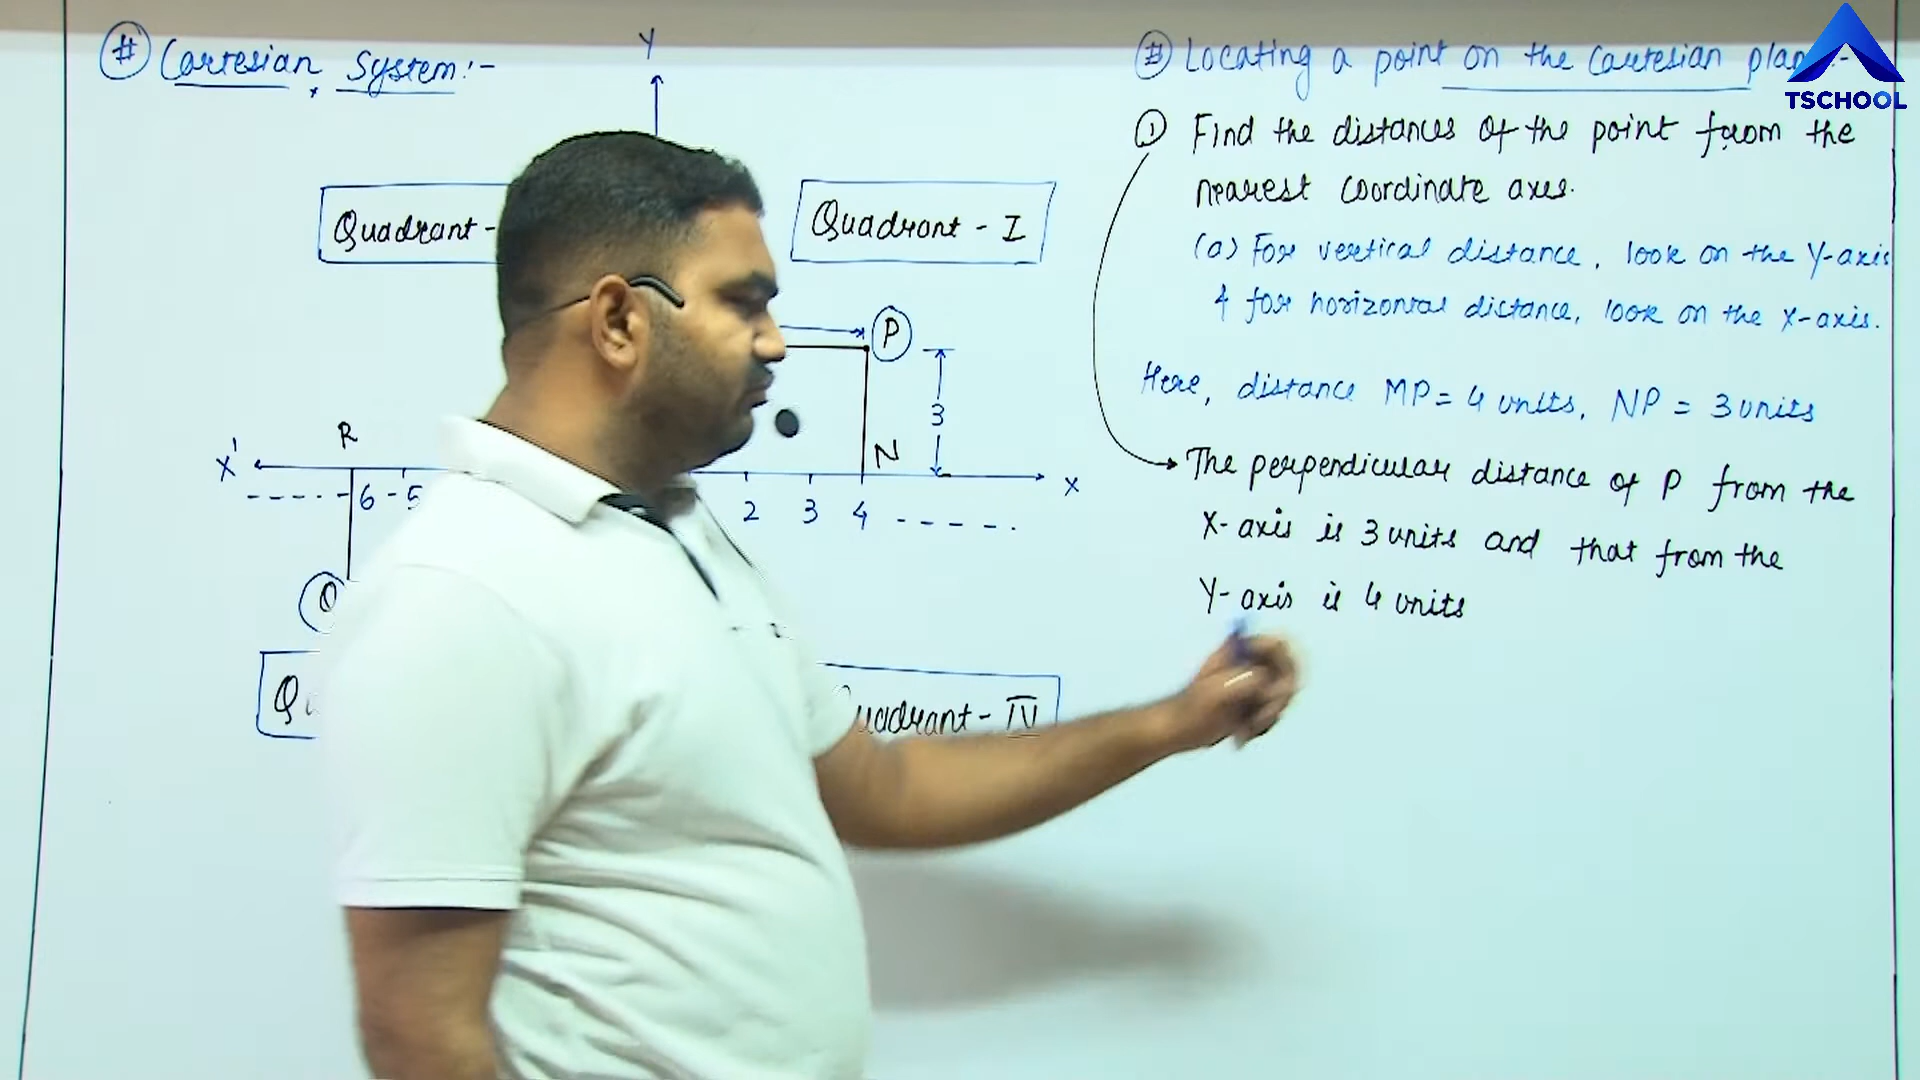 # Cartesian System:-
Y
Quadrant -
Quadrant - I
P
3
N
R
X'
X
- - - - -6 -5
2 3 4 - - - - -
Q
Quadrant - IV
# Locating a point on the Cartesian plane:-
TSCHOOL
① Find the distances of the point from the
nearest coordinate axes.
(a) For vertical distance, look on the Y-axis
& for horizontal distance, look on the X-axis.
Here, distance MP = 4 units, NP = 3 units
The perpendicular distance of P from the
X-axis is 3 units and that from the
Y-axis is 4 units